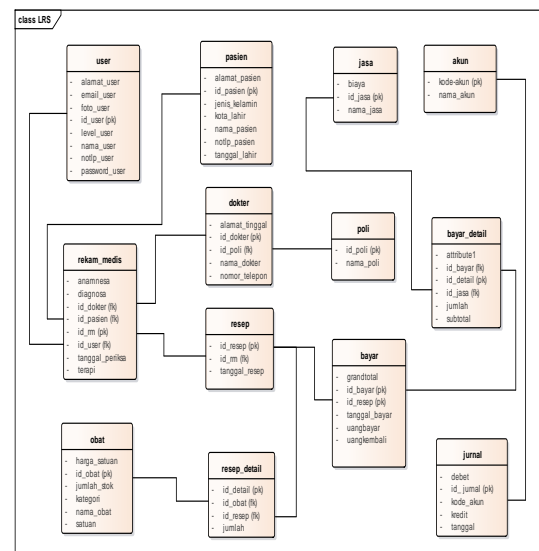 class LRS
user
- alamat_user
- email_user
- foto_user
- id_user (pk)
- level_user
- nama_user
- notlp_user
- password_user
pasien
- alamat_pasien
- id_pasien (pk)
- jenis_kelamin
- kota_lahir
- nama_pasien
- notlp_pasien
- tanggal_lahir
jasa
- biaya
- id_jasa (pk)
- nama_jasa
akun
- kode-akun (pk)
- nama_akun
dokter
- alamat_tinggal
- id_dokter (pk)
- id_poli (fk)
- nama_dokter
- nomor_telepon
poli
- id_poli (pk)
- nama_poli
bayar_detail
- attribute1
- id_bayar (fk)
- id_detail (pk)
- id_jasa (fk)
- jumlah
- subtotal
rekam_medis
- anamnesa
- diagnosa
- id_dokter (fk)
- id_pasien (fk)
- id_rm (pk)
- id_user (fk)
- tanggal_periksa
- terapi
resep
- id_resep (pk)
- id_rm (fk)
- tanggal_resep
bayar
- grandtotal
- id_bayar (pk)
- id_resep (pk)
- tanggal_bayar
- uangbayar
- uangkembali
obat
- harga_satuan
- id_obat (pk)
- jumlah_stok
- kategori
- nama_obat
- satuan
resep_detail
- id_detail (pk)
- id_obat (fk)
- id_resep (fk)
- jumlah
jurnal
- debet
- id_jurnal (pk)
- kode_akun
- kredit
- tanggal